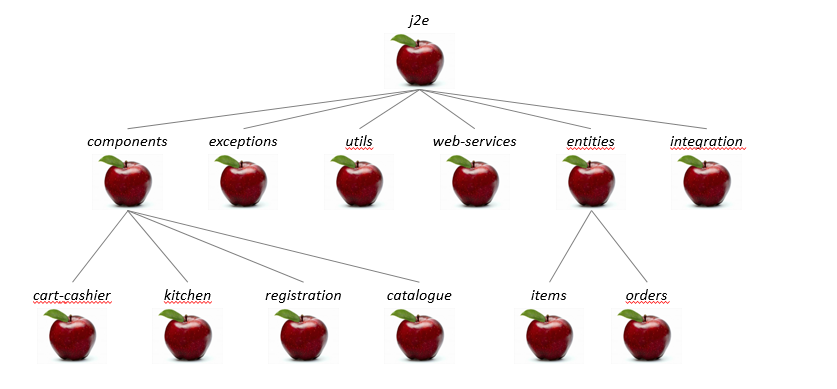 j2e
components exceptions utils web-services entities integration
cart-cashier kitchen registration catalogue items orders